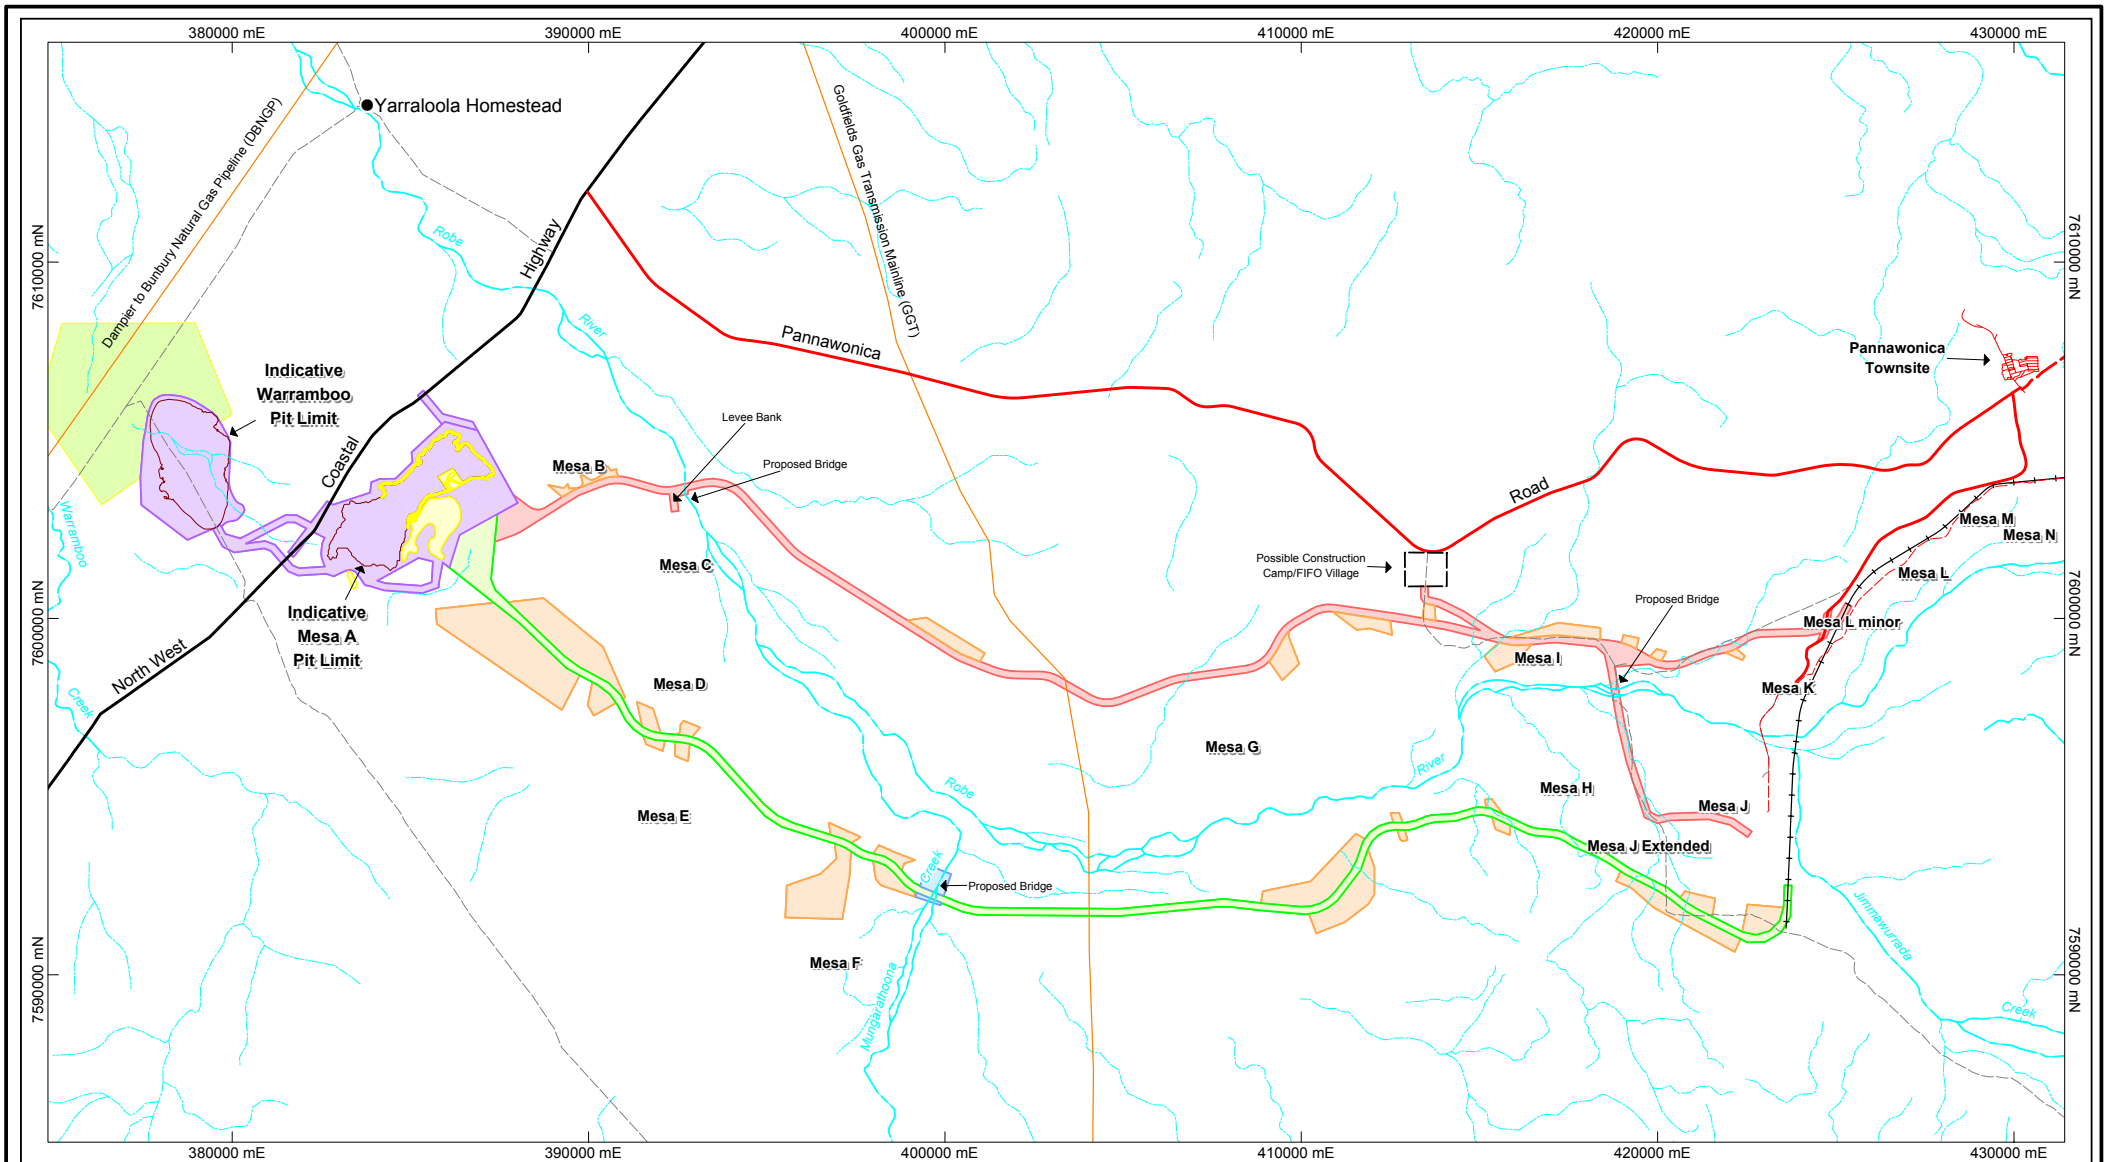 380000 mE
390000 mE
400000 mE
410000 mE
420000 mE
430000 mE
Yarraloola Homestead
Dampier to Bunbury Natural Gas Pipeline (DBNGP)
Goldfields Gas Transmission Mainline (GGT)
7610000 mN
7610000 mN
Robe
River
Highway
Pannawonica
Pannawonica
Townsite
Indicative
Warramboo
Pit Limit
Levee Bank
Coastal
Mesa B
Proposed Bridge
Road
Warramboo
Mesa M
Mesa N
Mesa C
Possible Construction
Camp/FIFO Village
Mesa L
7600000 mN
7600000 mN
Indicative
Mesa A
Pit Limit
Proposed Bridge
Mesa L minor
North West
Creek
Mesa D
Mesa I
Mesa K
Mesa G
River
Robe
Mesa H
Mesa J
Mesa E
Mesa J Extended
Creek
Proposed Bridge
Jimmawurrada
Mesa F
Mungarathoona
7590000 mN
7590000 mN
Creek
380000 mE
390000 mE
400000 mE
410000 mE
420000 mE
430000 mE